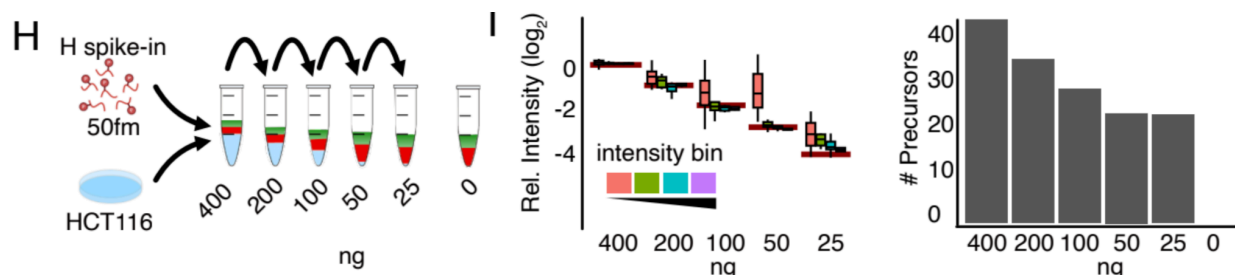 H
H spike-in
50fm
HCT116
400
200
100
50
25
0
ng
I
Rel. Intensity (log2)
0
-2
-4
intensity bin
400
200
100
50
25
ng
# Precursors
40
30
20
10
0
400
200
100
50
25
0
ng